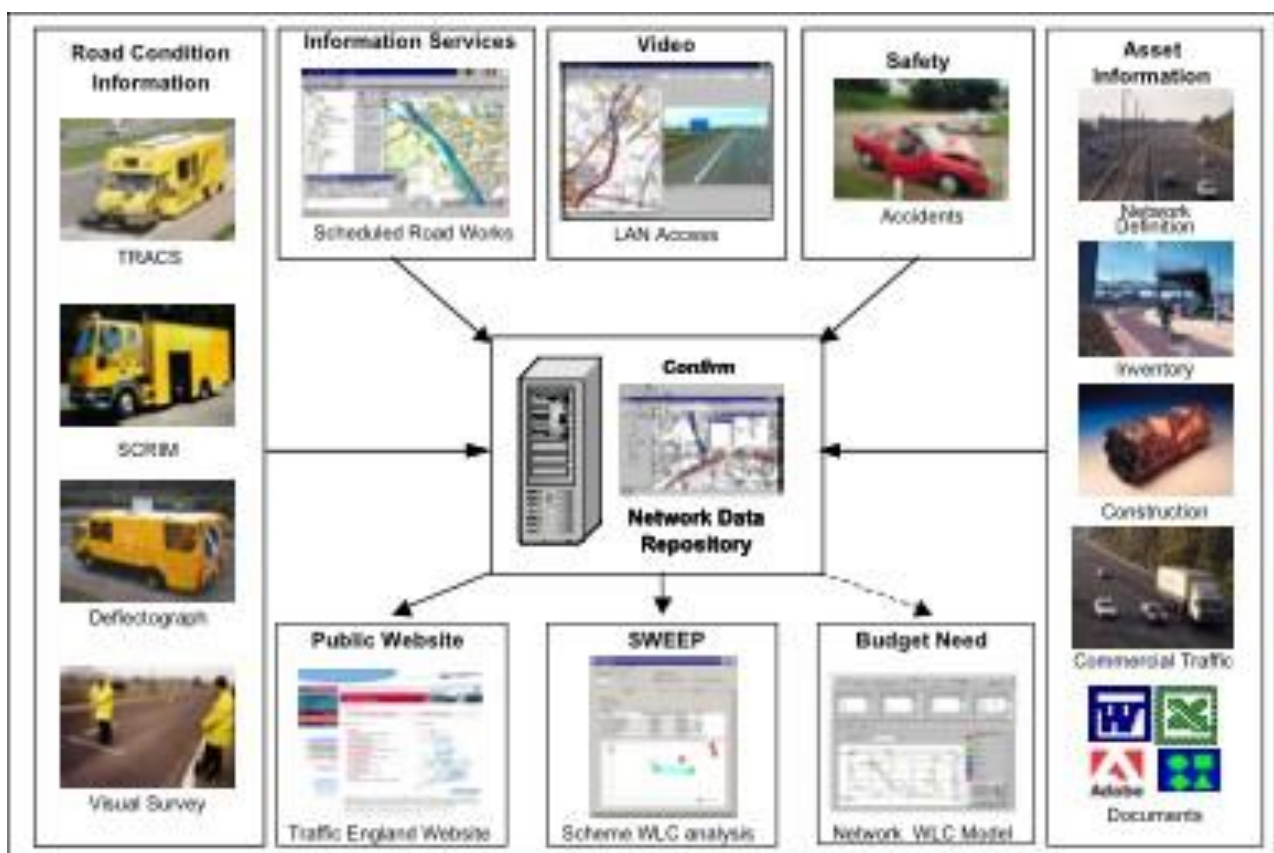 Road Condition
Information
TRACS
SCRIM
Deflectograph
Visual Survey
Information Services
Scheduled Road Works
Video
LAN Access
Safety
Accidents
Asset
Information
Network
Definition
Inventory
Construction
Commercial Traffic
W
Adobe
Documents
Confirm
Network Data
Repository
Public Website
Traffic England Website
SWEEP
Scheme WLC analysis
Budget Need
Network WLC Model